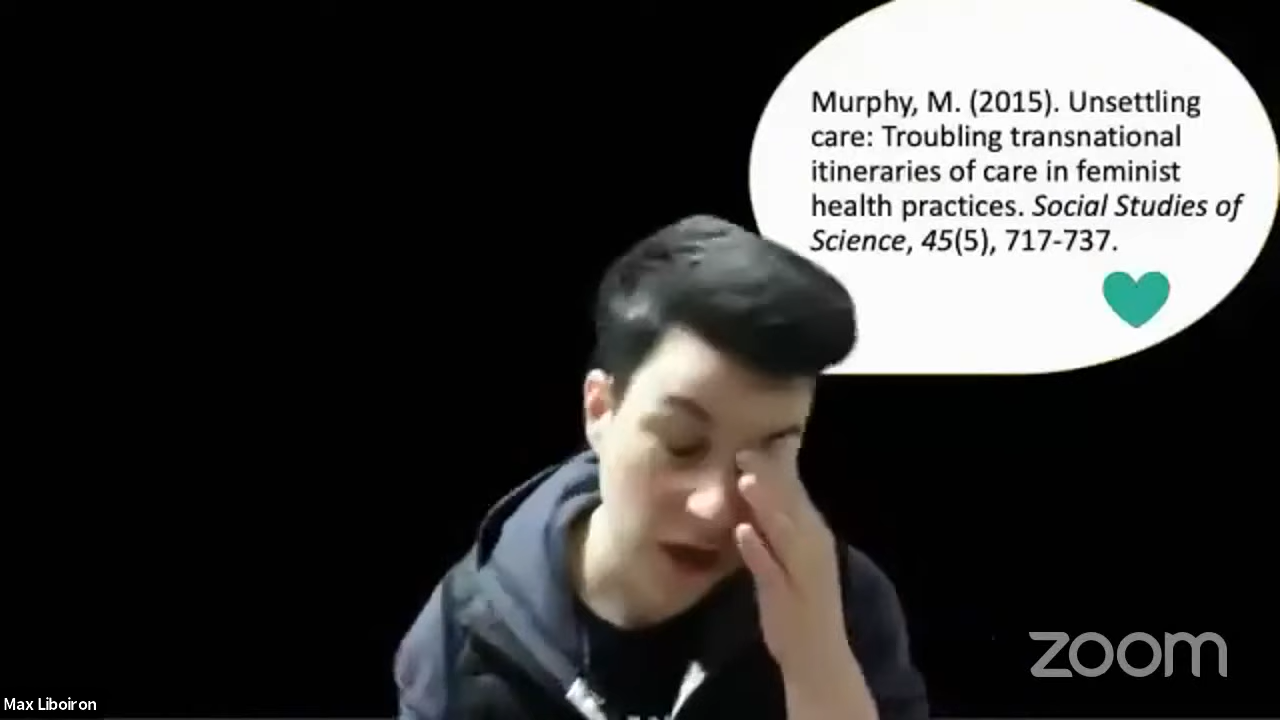 Murphy, M. (2015). Unsettling
care: Troubling transnational
itineraries of care in feminist
health practices. Social Studies of
Science, 45(5), 717-737.
zoom
Max Liboiron